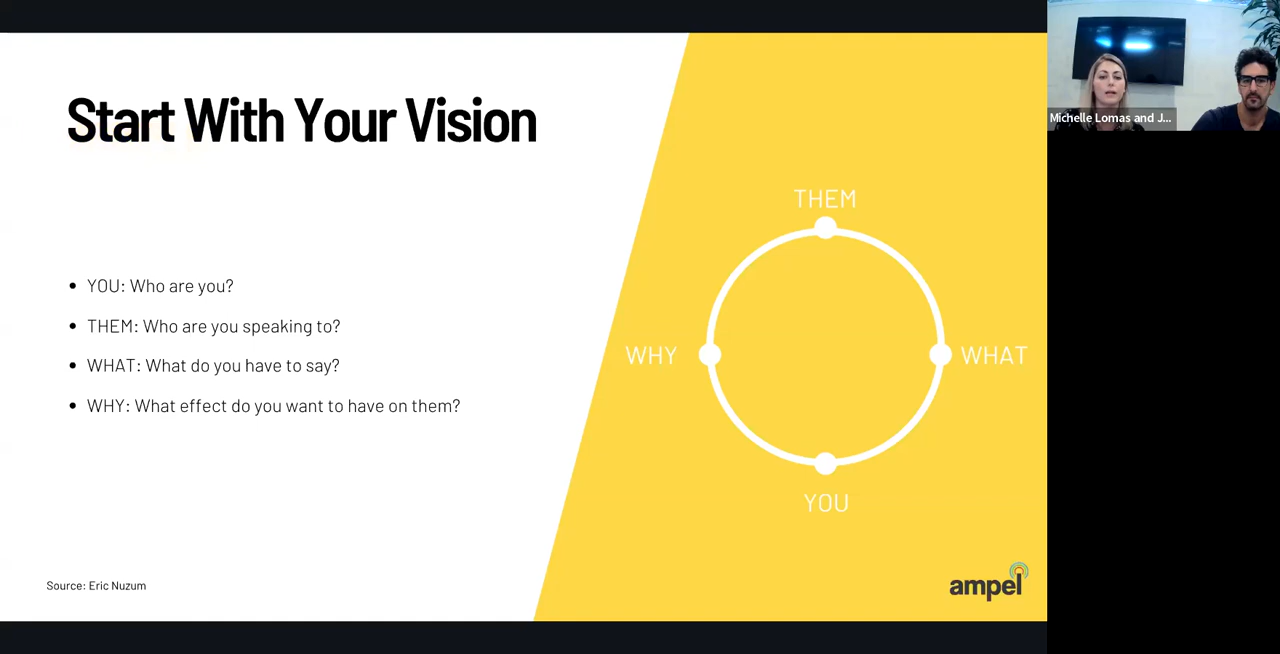 Start With Your Vision
• YOU: Who are you?
• THEM: Who are you speaking to?
• WHAT: What do you have to say?
• WHY: What effect do you want to have on them?
Source: Eric Nuzum
THEM
WHY
WHAT
YOU
ampel
Michelle Lomas and J...